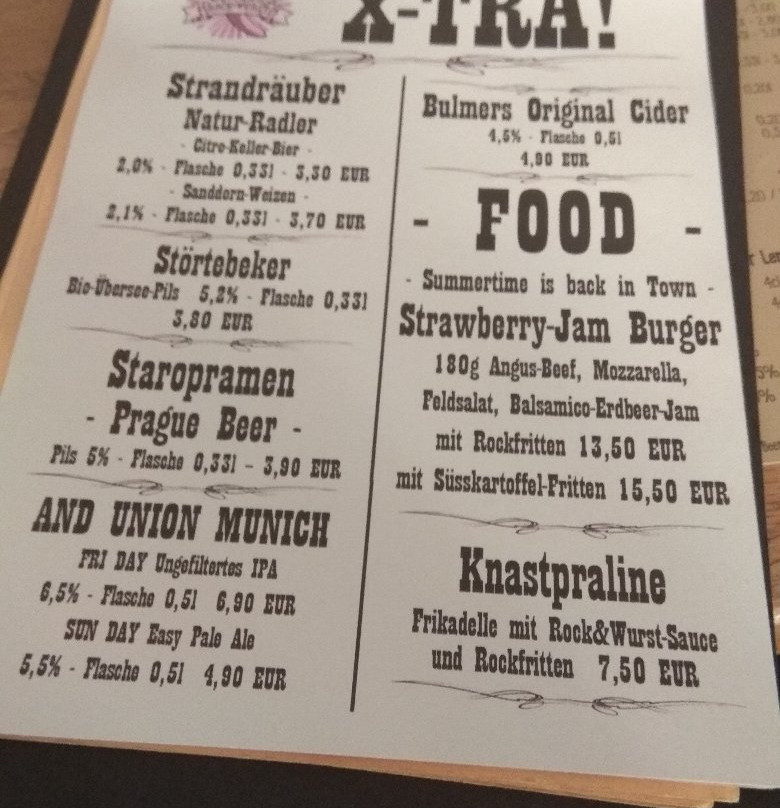 X-TRA!
Strandräuber
Natur-Radler
- Citro-Keller-Bier -
2,0% - Flasche 0,33l - 3,30 EUR
- Sanddorn-Weizen -
2,1% - Flasche 0,33l - 3,70 EUR
Störtebeker
Bio-Übersee-Pils 5,2% - Flasche 0,33l
3,80 EUR
Staropramen
- Prague Beer -
Pils 5% - Flasche 0,33l – 3,90 EUR
AND UNION MUNICH
FRI DAY Ungefiltertes IPA
6,5% - Flasche 0,5l 6,90 EUR
SUN DAY Easy Pale Ale
5,5% - Flasche 0,5l 4,90 EUR
Bulmers Original Cider
4,5% - Flasche 0,5l
4,90 EUR
- FOOD -
- Summertime is back in Town -
Strawberry-Jam Burger
180g Angus-Beef, Mozzarella,
Feldsalat, Balsamico-Erdbeer-Jam
mit Rockfritten 13,50 EUR
mit Süsskartoffel-Fritten 15,50 EUR
Knastpraline
Frikadelle mit Rock&Wurst-Sauce
und Rockfritten 7,50 EUR